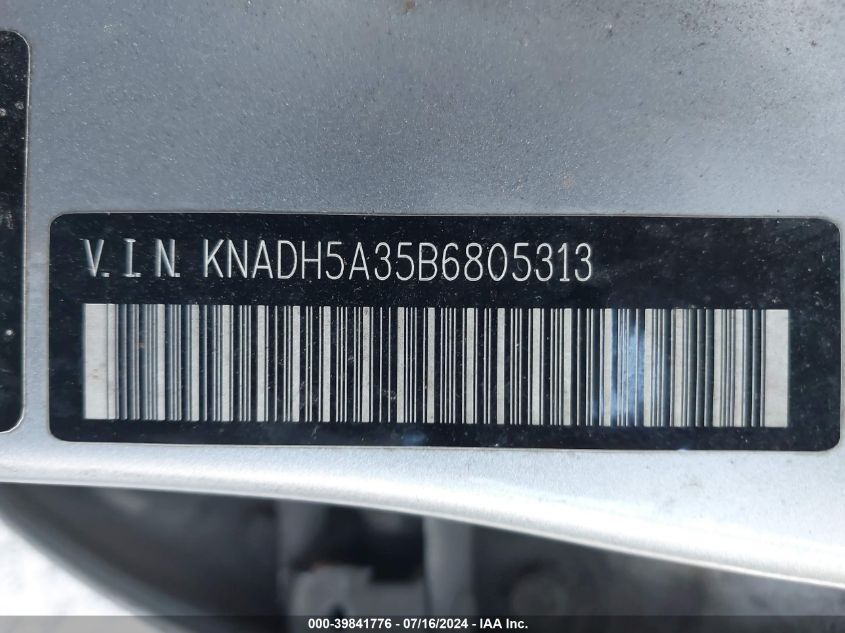 V.I.N. KNADH5A35B6805313
000-39841776 - 07/16/2024 - IAA Inc.